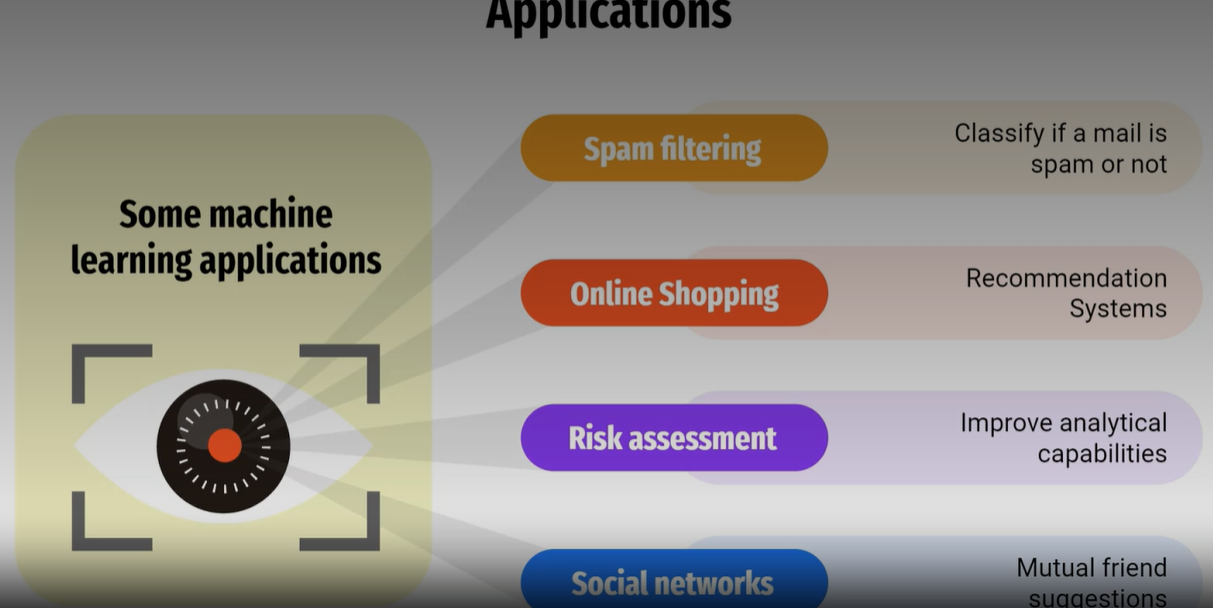 Applications
Some machine
learning applications
Spam filtering
Classify if a mail is
spam or not
Online Shopping
Recommendation
Systems
Risk assessment
Improve analytical
capabilities
Social networks
Mutual friend
suggestions